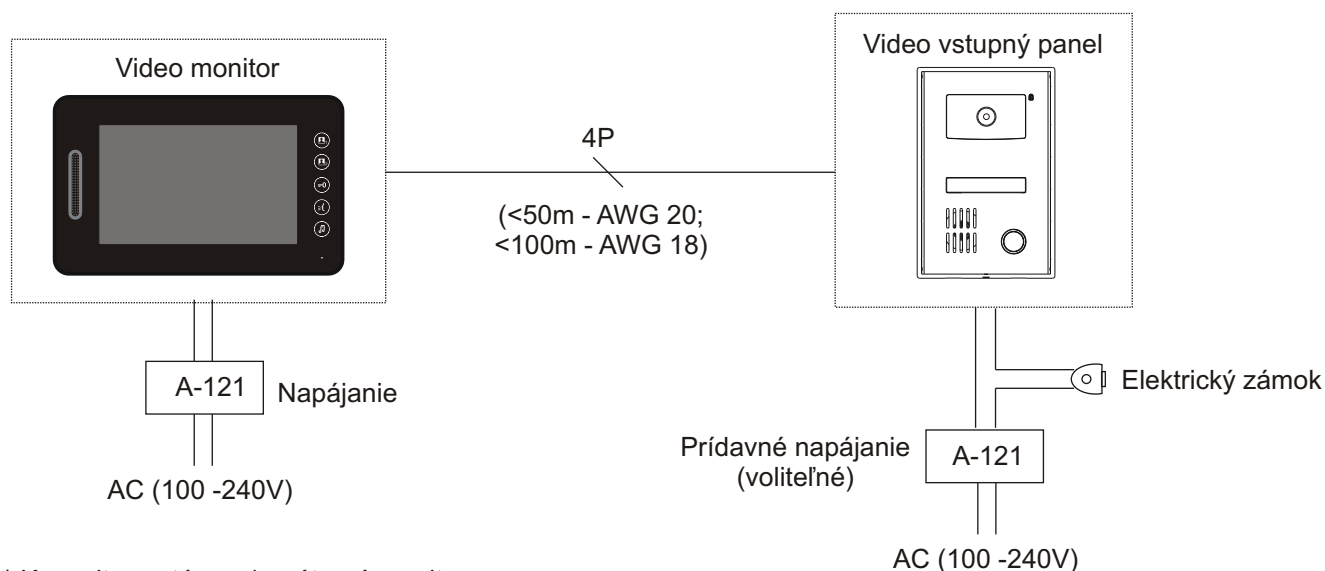 Video monitor
Video vstupný panel
4P
(<50m - AWG 20;
<100m - AWG 18)
A-121
Napájanie
AC (100 -240V)
Elektrický zámok
Prídavné napájanie
(voliteľné)
A-121
AC (100 -240V)